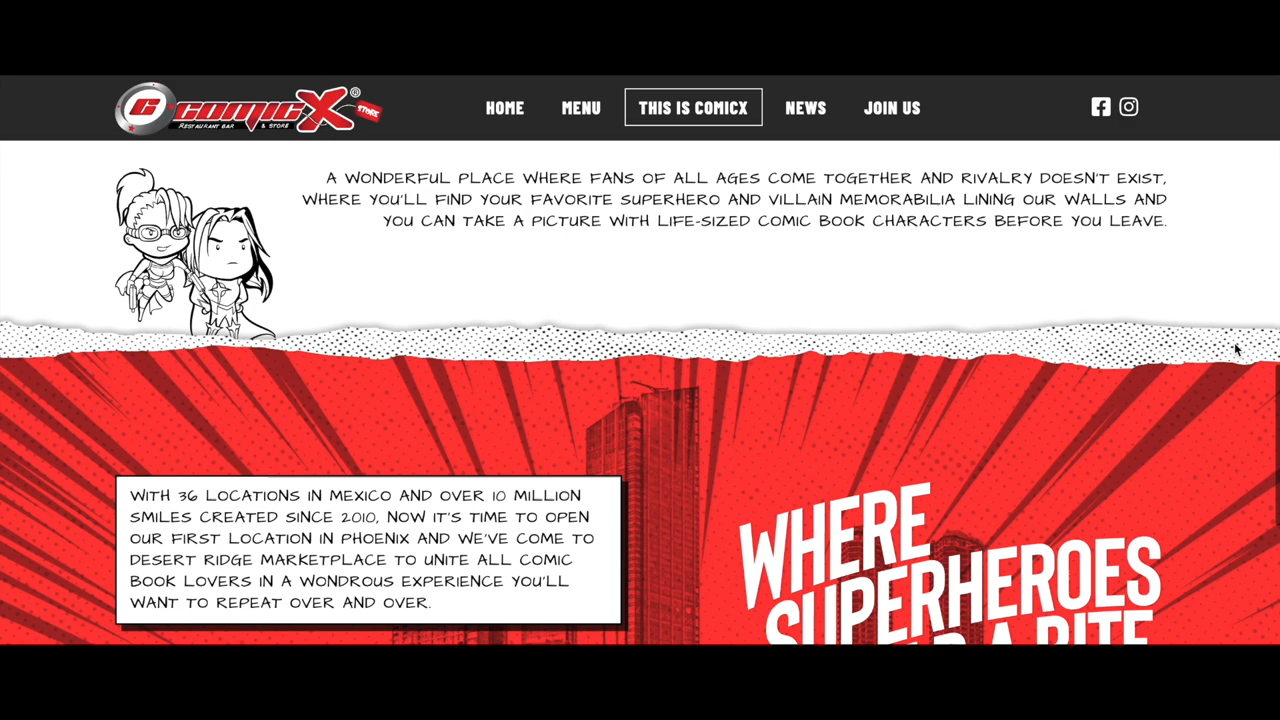 C COMICX ® STORE
RESTAURANT BAR & STORE
HOME MENU THIS IS COMICX NEWS JOIN US
A WONDERFUL PLACE WHERE FANS OF ALL AGES COME TOGETHER AND RIVALRY DOESN'T EXIST,
WHERE YOU'LL FIND YOUR FAVORITE SUPERHERO AND VILLAIN MEMORABILIA LINING OUR WALLS AND
YOU CAN TAKE A PICTURE WITH LIFE-SIZED COMIC BOOK CHARACTERS BEFORE YOU LEAVE.
WITH 36 LOCATIONS IN MEXICO AND OVER 10 MILLION
SMILES CREATED SINCE 2010, NOW IT'S TIME TO OPEN
OUR FIRST LOCATION IN PHOENIX AND WE'VE COME TO
DESERT RIDGE MARKETPLACE TO UNITE ALL COMIC
BOOK LOVERS IN A WONDROUS EXPERIENCE YOU'LL
WANT TO REPEAT OVER AND OVER.
WHERE
SUPERHEROES
A BITE